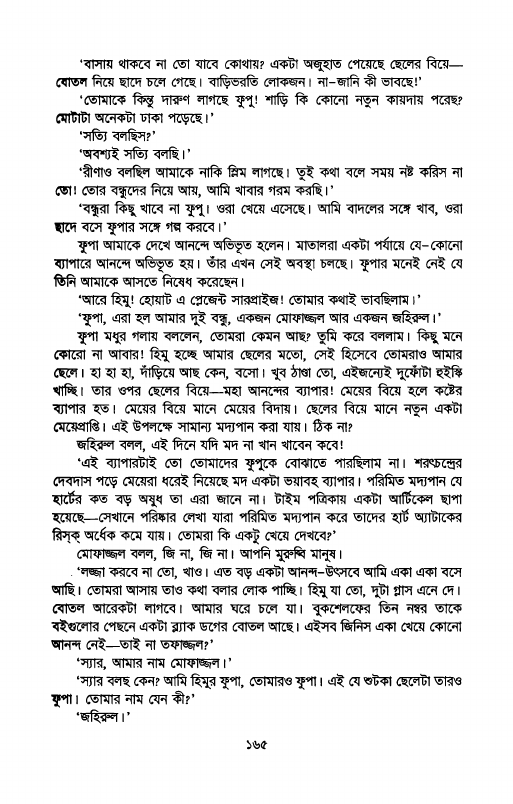 ‘বাসায় থাকবে না তো যাবে কোথায়? একটা অজুহাত পেয়েছে ছেলের বিয়ে—
বোতল নিয়ে ছাদে চলে গেছে। বাড়িভরতি লোকজন। না-জানি কী ভাবছে!’
‘তোমাকে কিন্তু দারুণ লাগছে ফুপু! শাড়ি কি কোনো নতুন কায়দায় পরেছ?
মোটাটা অনেকটা ঢাকা পড়েছে।’
‘সত্যি বলছিস?’
‘অবশ্যই সত্যি বলছি।’
‘রীণাও বলছিল আমাকে নাকি স্লিম লাগছে। তুই কথা বলে সময় নষ্ট করিস না
তো! তোর বন্ধুদের নিয়ে আয়, আমি খাবার গরম করছি।’
‘বন্ধুরা কিছু খাবে না ফুপু। ওরা খেয়ে এসেছে। আমি বাদলের সঙ্গে খাব, ওরা
ছাদে বসে ফুপার সঙ্গে গল্প করবে।’
ফুপা আমাকে দেখে আনন্দে অভিভূত হলেন। মাতালরা একটা পর্যায়ে যে-কোনো
ব্যাপারে আনন্দে অভিভূত হয়। তাঁর এখন সেই অবস্থা চলছে। ফুপার মনেই নেই যে
তিনি আমাকে আসতে নিষেধ করেছেন।
‘আরে হিমু! হোয়াট এ প্লেজেন্ট সারপ্রাইজ! তোমার কথাই ভাবছিলাম।’
‘ফুপা, এরা হল আমার দুই বন্ধু, একজন মোফাজ্জল আর একজন জহিরুল।’
ফুপা মধুর গলায় বললেন, তোমরা কেমন আছ? তুমি করে বললাম। কিছু মনে
কোরো না আবার! হিমু হচ্ছে আমার ছেলের মতো, সেই হিসেবে তোমরাও আমার
ছেলে। হা হা হা, দাঁড়িয়ে আছ কেন, বসো। খুব ঠাণ্ডা তো, এইজন্যেই দুফোঁটা হুইস্কি
খাচ্ছি। তার ওপর ছেলের বিয়ে—মহা আনন্দের ব্যাপার! মেয়ের বিয়ে হলে কষ্টের
ব্যাপার হত। মেয়ের বিয়ে মানে মেয়ের বিদায়। ছেলের বিয়ে মানে নতুন একটা
মেয়েপ্রাপ্তি। এই উপলক্ষে সামান্য মদ্যপান করা যায়। ঠিক না?
জহিরুল বলল, এই দিনে যদি মদ না খান খাবেন কবে!
‘এই ব্যাপারটাই তো তোমাদের ফুপুকে বোঝাতে পারছিলাম না। শরৎচন্দ্রের
দেবদাস পড়ে মেয়েরা ধরেই নিয়েছে মদ একটা ভয়াবহ ব্যাপার। পরিমিত মদ্যপান যে
হার্টের কত বড় অষুধ তা এরা জানে না। টাইম পত্রিকায় একটা আর্টিকেল ছাপা
হয়েছে—সেখানে পরিষ্কার লেখা যারা পরিমিত মদ্যপান করে তাদের হার্ট অ্যাটাকের
রিস্ক্ অর্ধেক কমে যায়। তোমরা কি একটু খেয়ে দেখবে?’
মোফাজ্জল বলল, জি না, জি না। আপনি মুরুব্বি মানুষ।
‘লজ্জা করবে না তো, খাও। এত বড় একটা আনন্দ-উৎসবে আমি একা একা বসে
আছি। তোমরা আসায় তাও কথা বলার লোক পাচ্ছি। হিমু যা তো, দুটা গ্লাস এনে দে।
বোতল আরেকটা লাগবে। আমার ঘরে চলে যা। বুকশেলফের তিন নম্বর তাকে
বইগুলোর পেছনে একটা ব্ল্যাক ডগের বোতল আছে। এইসব জিনিস একা খেয়ে কোনো
আনন্দ নেই—তাই না তফাজ্জল?’
‘স্যার, আমার নাম মোফাজ্জল।’
‘স্যার বলছ কেন? আমি হিমুর ফুপা, তোমারও ফুপা। এই যে শুটকা ছেলেটা তারও
ফুপা। তোমার নাম যেন কী?’
‘জহিরুল।’
১৬৫